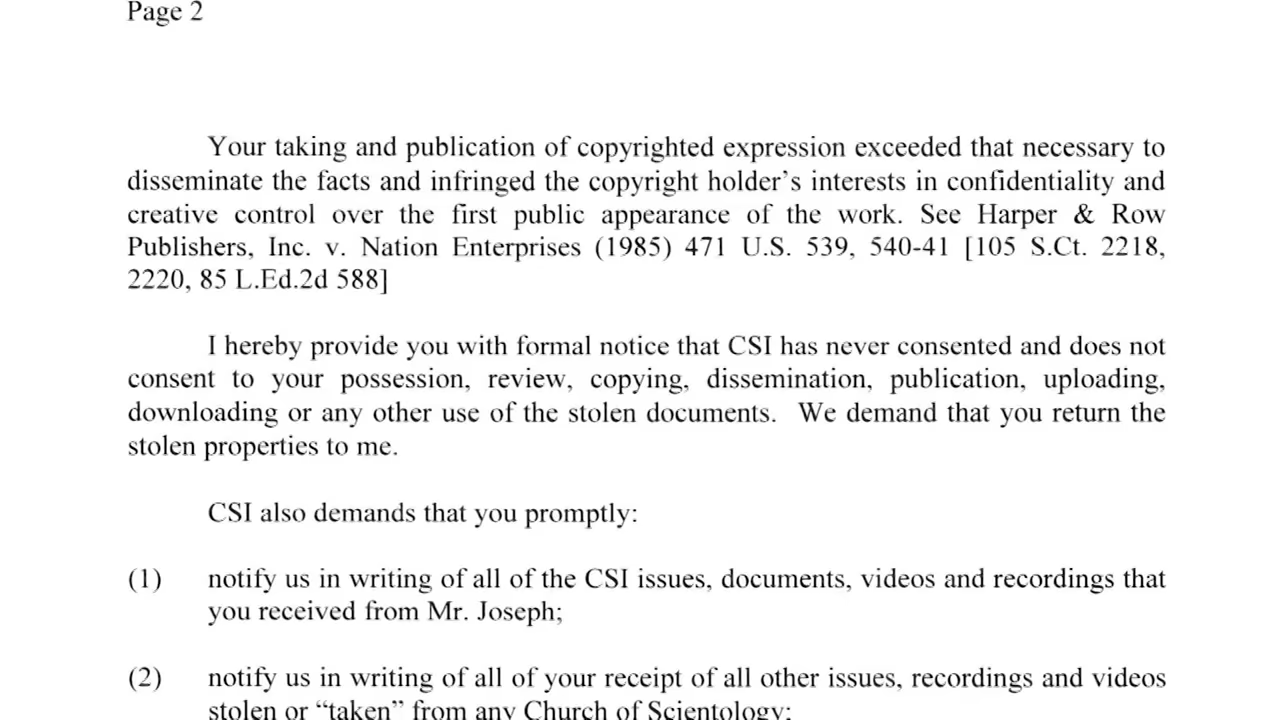 Page 2
Your taking and publication of copyrighted expression exceeded that necessary to
disseminate the facts and infringed the copyright holder’s interests in confidentiality and
creative control over the first public appearance of the work. See Harper & Row
Publishers, Inc. v. Nation Enterprises (1985) 471 U.S. 539, 540-41 [105 S.Ct. 2218,
2220, 85 L.Ed.2d 588]
I hereby provide you with formal notice that CSI has never consented and does not
consent to your possession, review, copying, dissemination, publication, uploading,
downloading or any other use of the stolen documents. We demand that you return the
stolen properties to me.
CSI also demands that you promptly:
(1) notify us in writing of all of the CSI issues, documents, videos and recordings that
you received from Mr. Joseph;
(2) notify us in writing of all of your receipt of all other issues, recordings and videos
stolen or “taken” from any Church of Scientology;